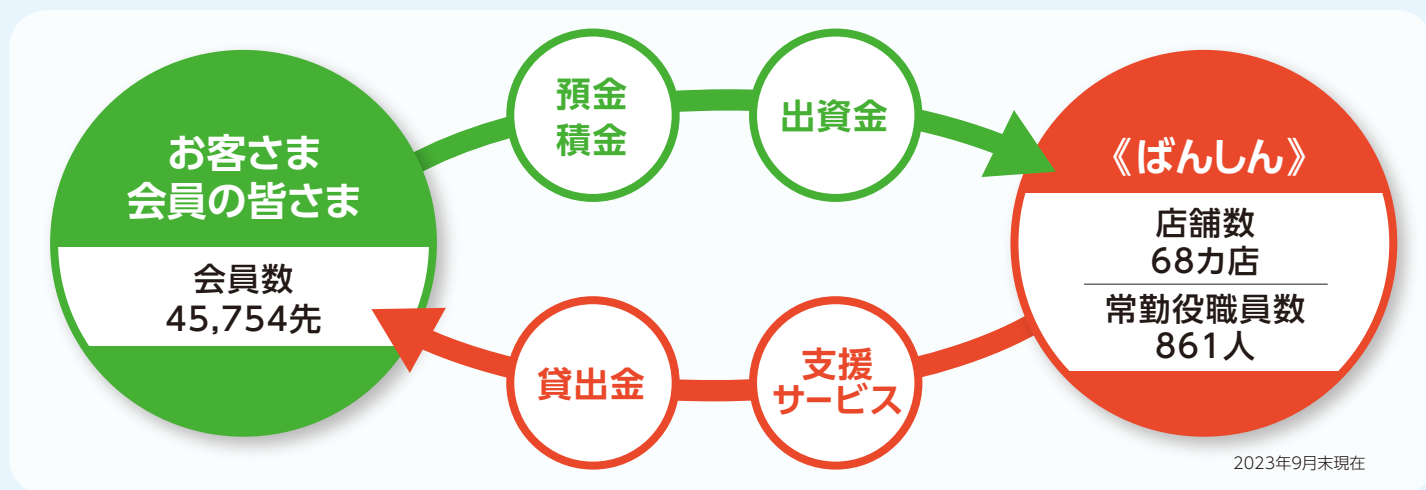 お客さま
会員の皆さま
会員数
45,754先
預金
積金
出資金
《ばんしん》
店舗数
68カ店
常勤役職員数
861人
支援
サービス
貸出金
2023年9月末現在